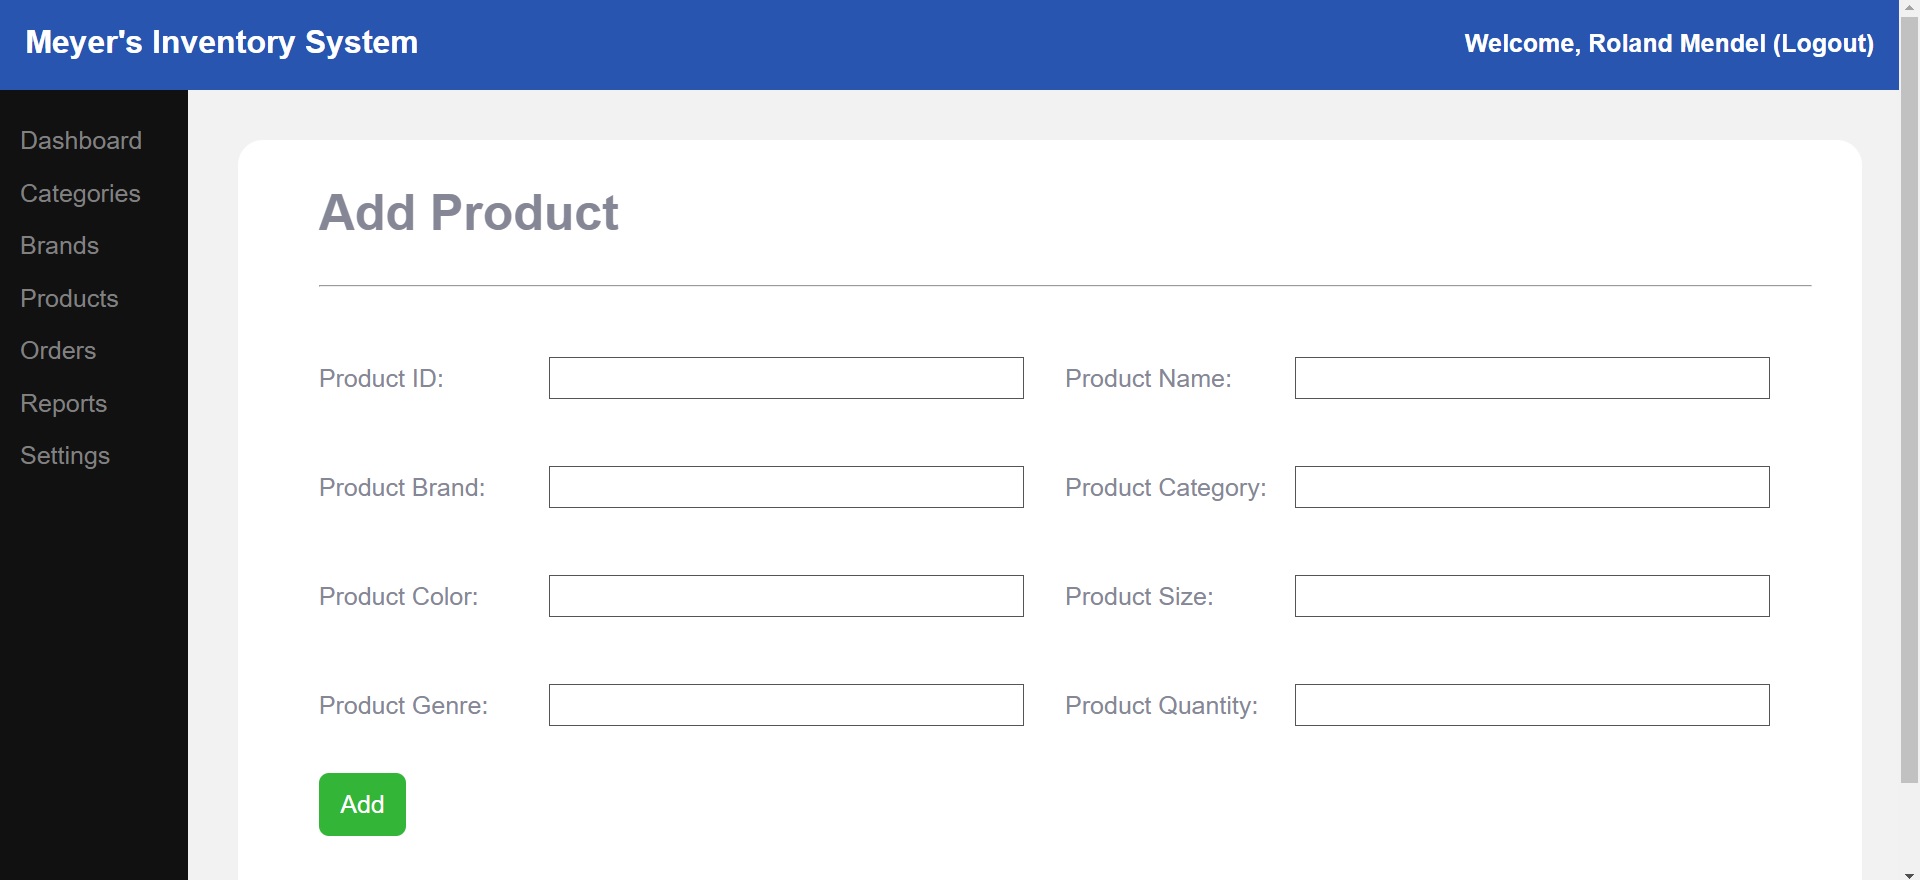 Meyer's Inventory System
Welcome, Roland Mendel (Logout)
Dashboard
Categories
Brands
Products
Orders
Reports
Settings
Add Product
Product ID:
Product Name:
Product Brand:
Product Category:
Product Color:
Product Size:
Product Genre:
Product Quantity:
Add